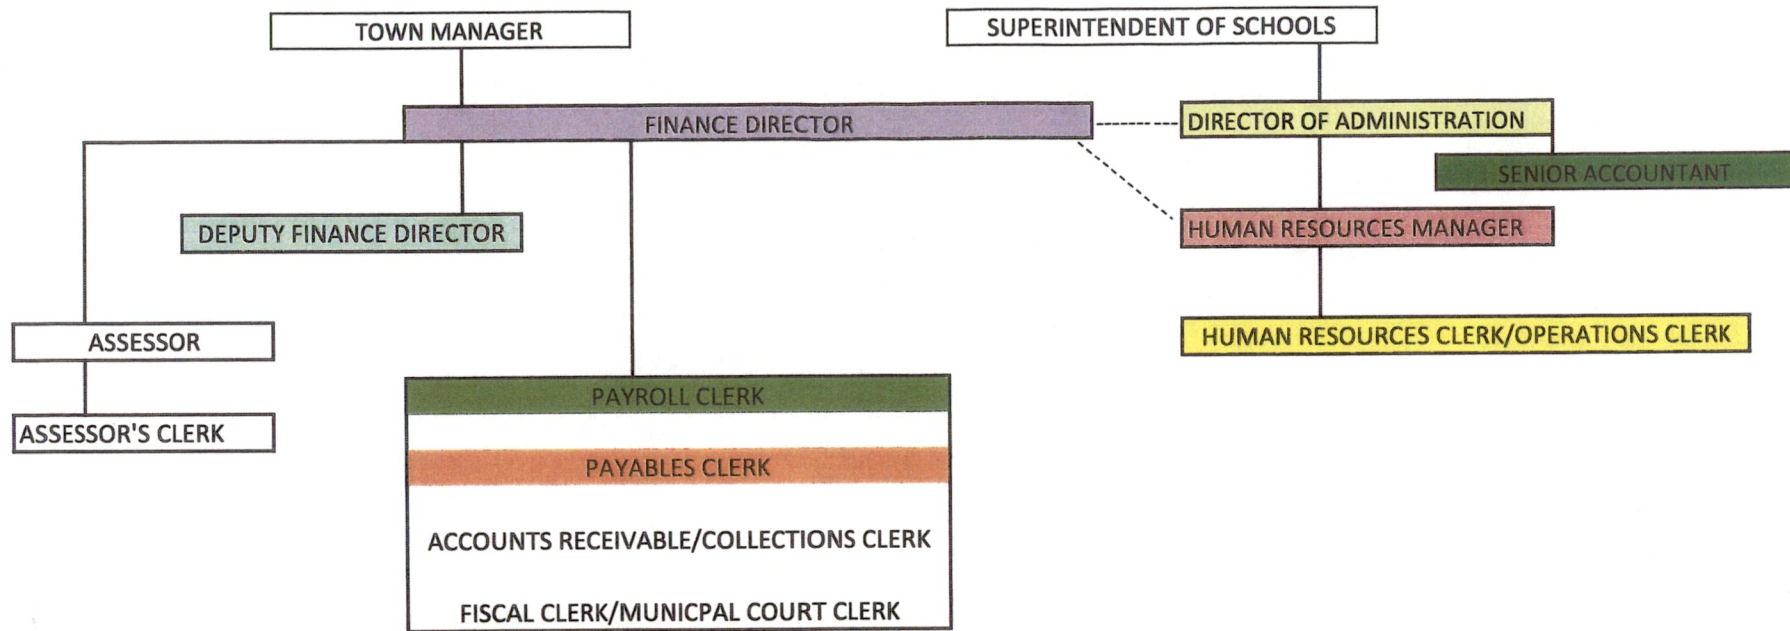 TOWN MANAGER
SUPERINTENDENT OF SCHOOLS
FINANCE DIRECTOR
DIRECTOR OF ADMINISTRATION
SENIOR ACCOUNTANT
DEPUTY FINANCE DIRECTOR
HUMAN RESOURCES MANAGER
ASSESSOR
HUMAN RESOURCES CLERK/OPERATIONS CLERK
PAYROLL CLERK
ASSESSOR'S CLERK
PAYABLES CLERK
ACCOUNTS RECEIVABLE/COLLECTIONS CLERK
FISCAL CLERK/MUNICPAL COURT CLERK